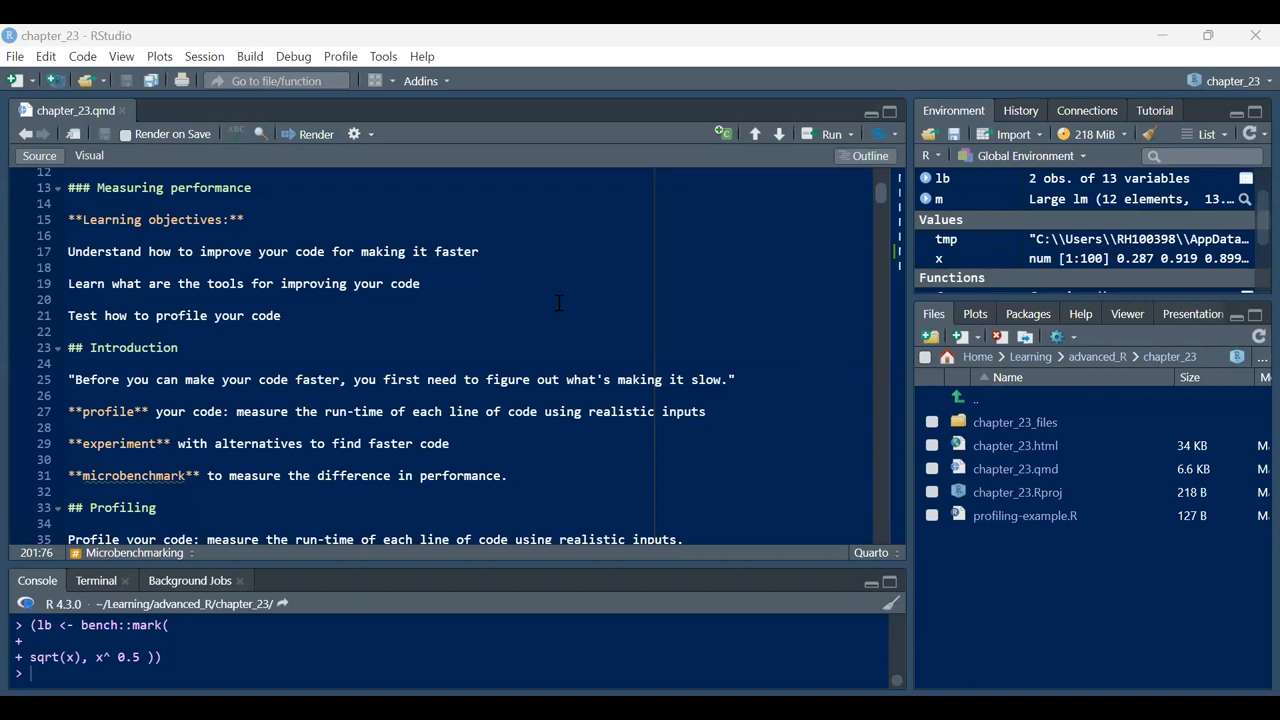 chapter_23 - RStudio
File Edit Code View Plots Session Build Debug Profile Tools Help
Go to file/function Addins chapter_23
chapter_23.qmd
Render on Save ABC Render Run
Source Visual Outline
12
13 ### Measuring performance
14
15 **Learning objectives:**
16
17 Understand how to improve your code for making it faster
18
19 Learn what are the tools for improving your code
20
21 Test how to profile your code
22
23 ## Introduction
24
25 "Before you can make your code faster, you first need to figure out what's making it slow."
26
27 **profile** your code: measure the run-time of each line of code using realistic inputs
28
29 **experiment** with alternatives to find faster code
30
31 **microbenchmark** to measure the difference in performance.
32
33 ## Profiling
34
35 Profile your code: measure the run-time of each line of code using realistic inputs.
201:76 # Microbenchmarking Quarto
Console Terminal Background Jobs
R 4.3.0 · ~/Learning/advanced_R/chapter_23/
> (lb <- bench::mark(
+
+ sqrt(x), x^ 0.5 ))
>
Environment History Connections Tutorial
Import 218 MiB List
R Global Environment
lb 2 obs. of 13 variables
m Large lm (12 elements, 13....
Values
tmp "C:\\Users\\RH100398\\AppData...
x num [1:100] 0.287 0.919 0.899...
Functions
Files Plots Packages Help Viewer Presentation
Home > Learning > advanced_R > chapter_23 ...
Name Size M
..
chapter_23_files
chapter_23.html 34 KB M
chapter_23.qmd 6.6 KB M
chapter_23.Rproj 218 B M
profiling-example.R 127 B M